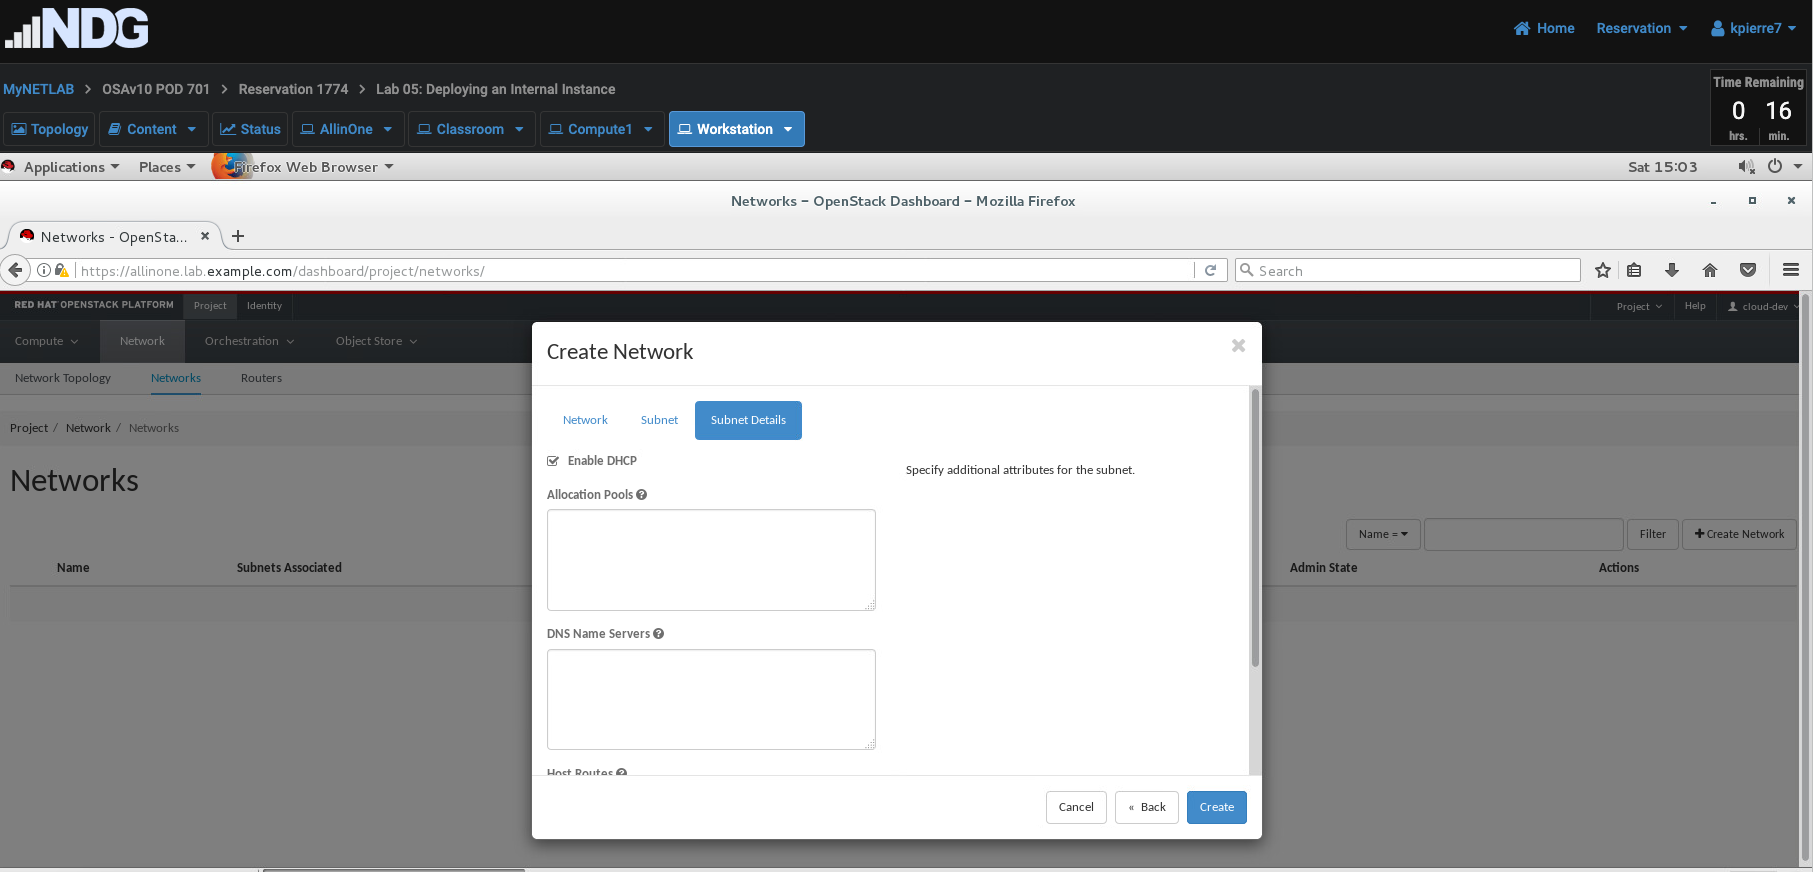 NDG
Home Reservation kpierre7
MyNETLAB > OSAv10 POD 701 > Reservation 1774 > Lab 05: Deploying an Internal Instance
Time Remaining
0 16
hrs. min.
Topology Content Status AllinOne Classroom Compute1 Workstation
Applications Places Firefox Web Browser Sat 15:03
Networks - OpenStack Dashboard - Mozilla Firefox
Networks - OpenSta...
https://allinone.lab.example.com/dashboard/project/networks/ Search
RED HAT OPENSTACK PLATFORM Project Identity Project Help cloud-dev
Compute Network Orchestration Object Store
Network Topology Networks Routers
Project / Network / Networks
Networks
Name = Filter Create Network
Name Subnets Associated Admin State Actions
Create Network
Network Subnet Subnet Details
Enable DHCP
Specify additional attributes for the subnet.
Allocation Pools
DNS Name Servers
Host Routes
Cancel « Back Create